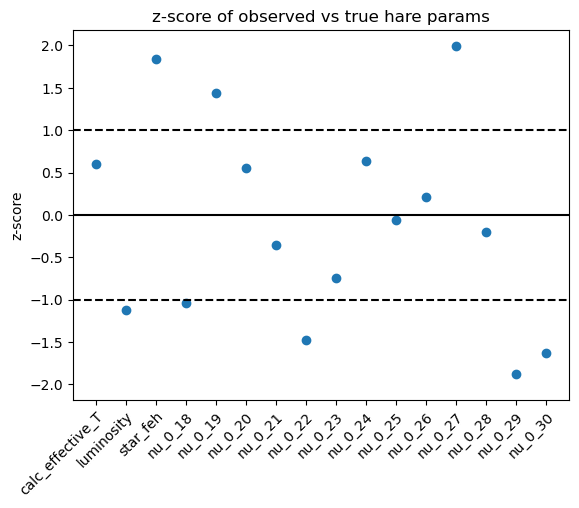 z-score of observed vs true hare params
z-score
2.0
1.5
1.0
0.5
0.0
−0.5
−1.0
−1.5
−2.0
calc_effective_T
luminosity
star_feh
nu_0_18
nu_0_19
nu_0_20
nu_0_21
nu_0_22
nu_0_23
nu_0_24
nu_0_25
nu_0_26
nu_0_27
nu_0_28
nu_0_29
nu_0_30